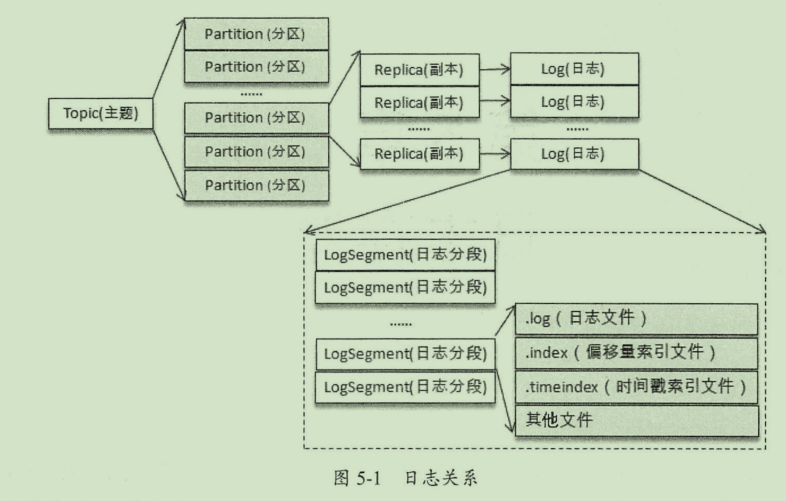 Topic(主题)
Partition (分区)
Partition (分区)
......
Partition (分区)
Partition (分区)
Partition (分区)
Replica(副本)
Replica(副本)
......
Replica(副本)
Log(日志)
Log(日志)
......
Log(日志)
LogSegment(日志分段)
LogSegment(日志分段)
......
LogSegment(日志分段)
LogSegment(日志分段)
.log（日志文件）
.index（偏移量索引文件）
.timeindex（时间戳索引文件）
其他文件
图 5-1 日志关系